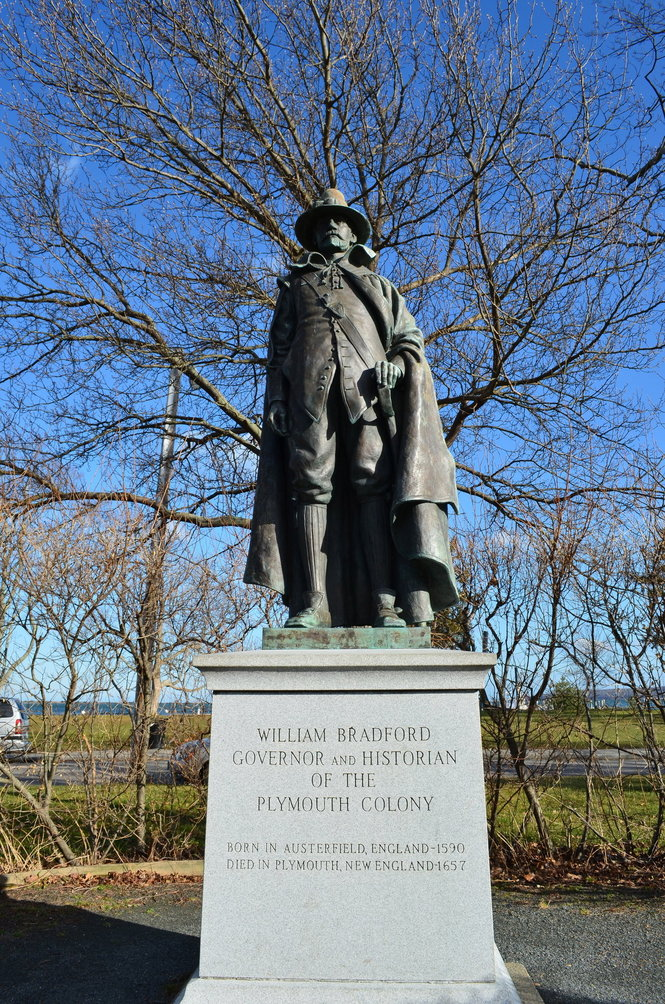 WILLIAM BRADFORD
GOVERNOR AND HISTORIAN
OF THE
PLYMOUTH COLONY
BORN IN AUSTERFIELD, ENGLAND-1590
DIED IN PLYMOUTH, NEW ENGLAND-1657